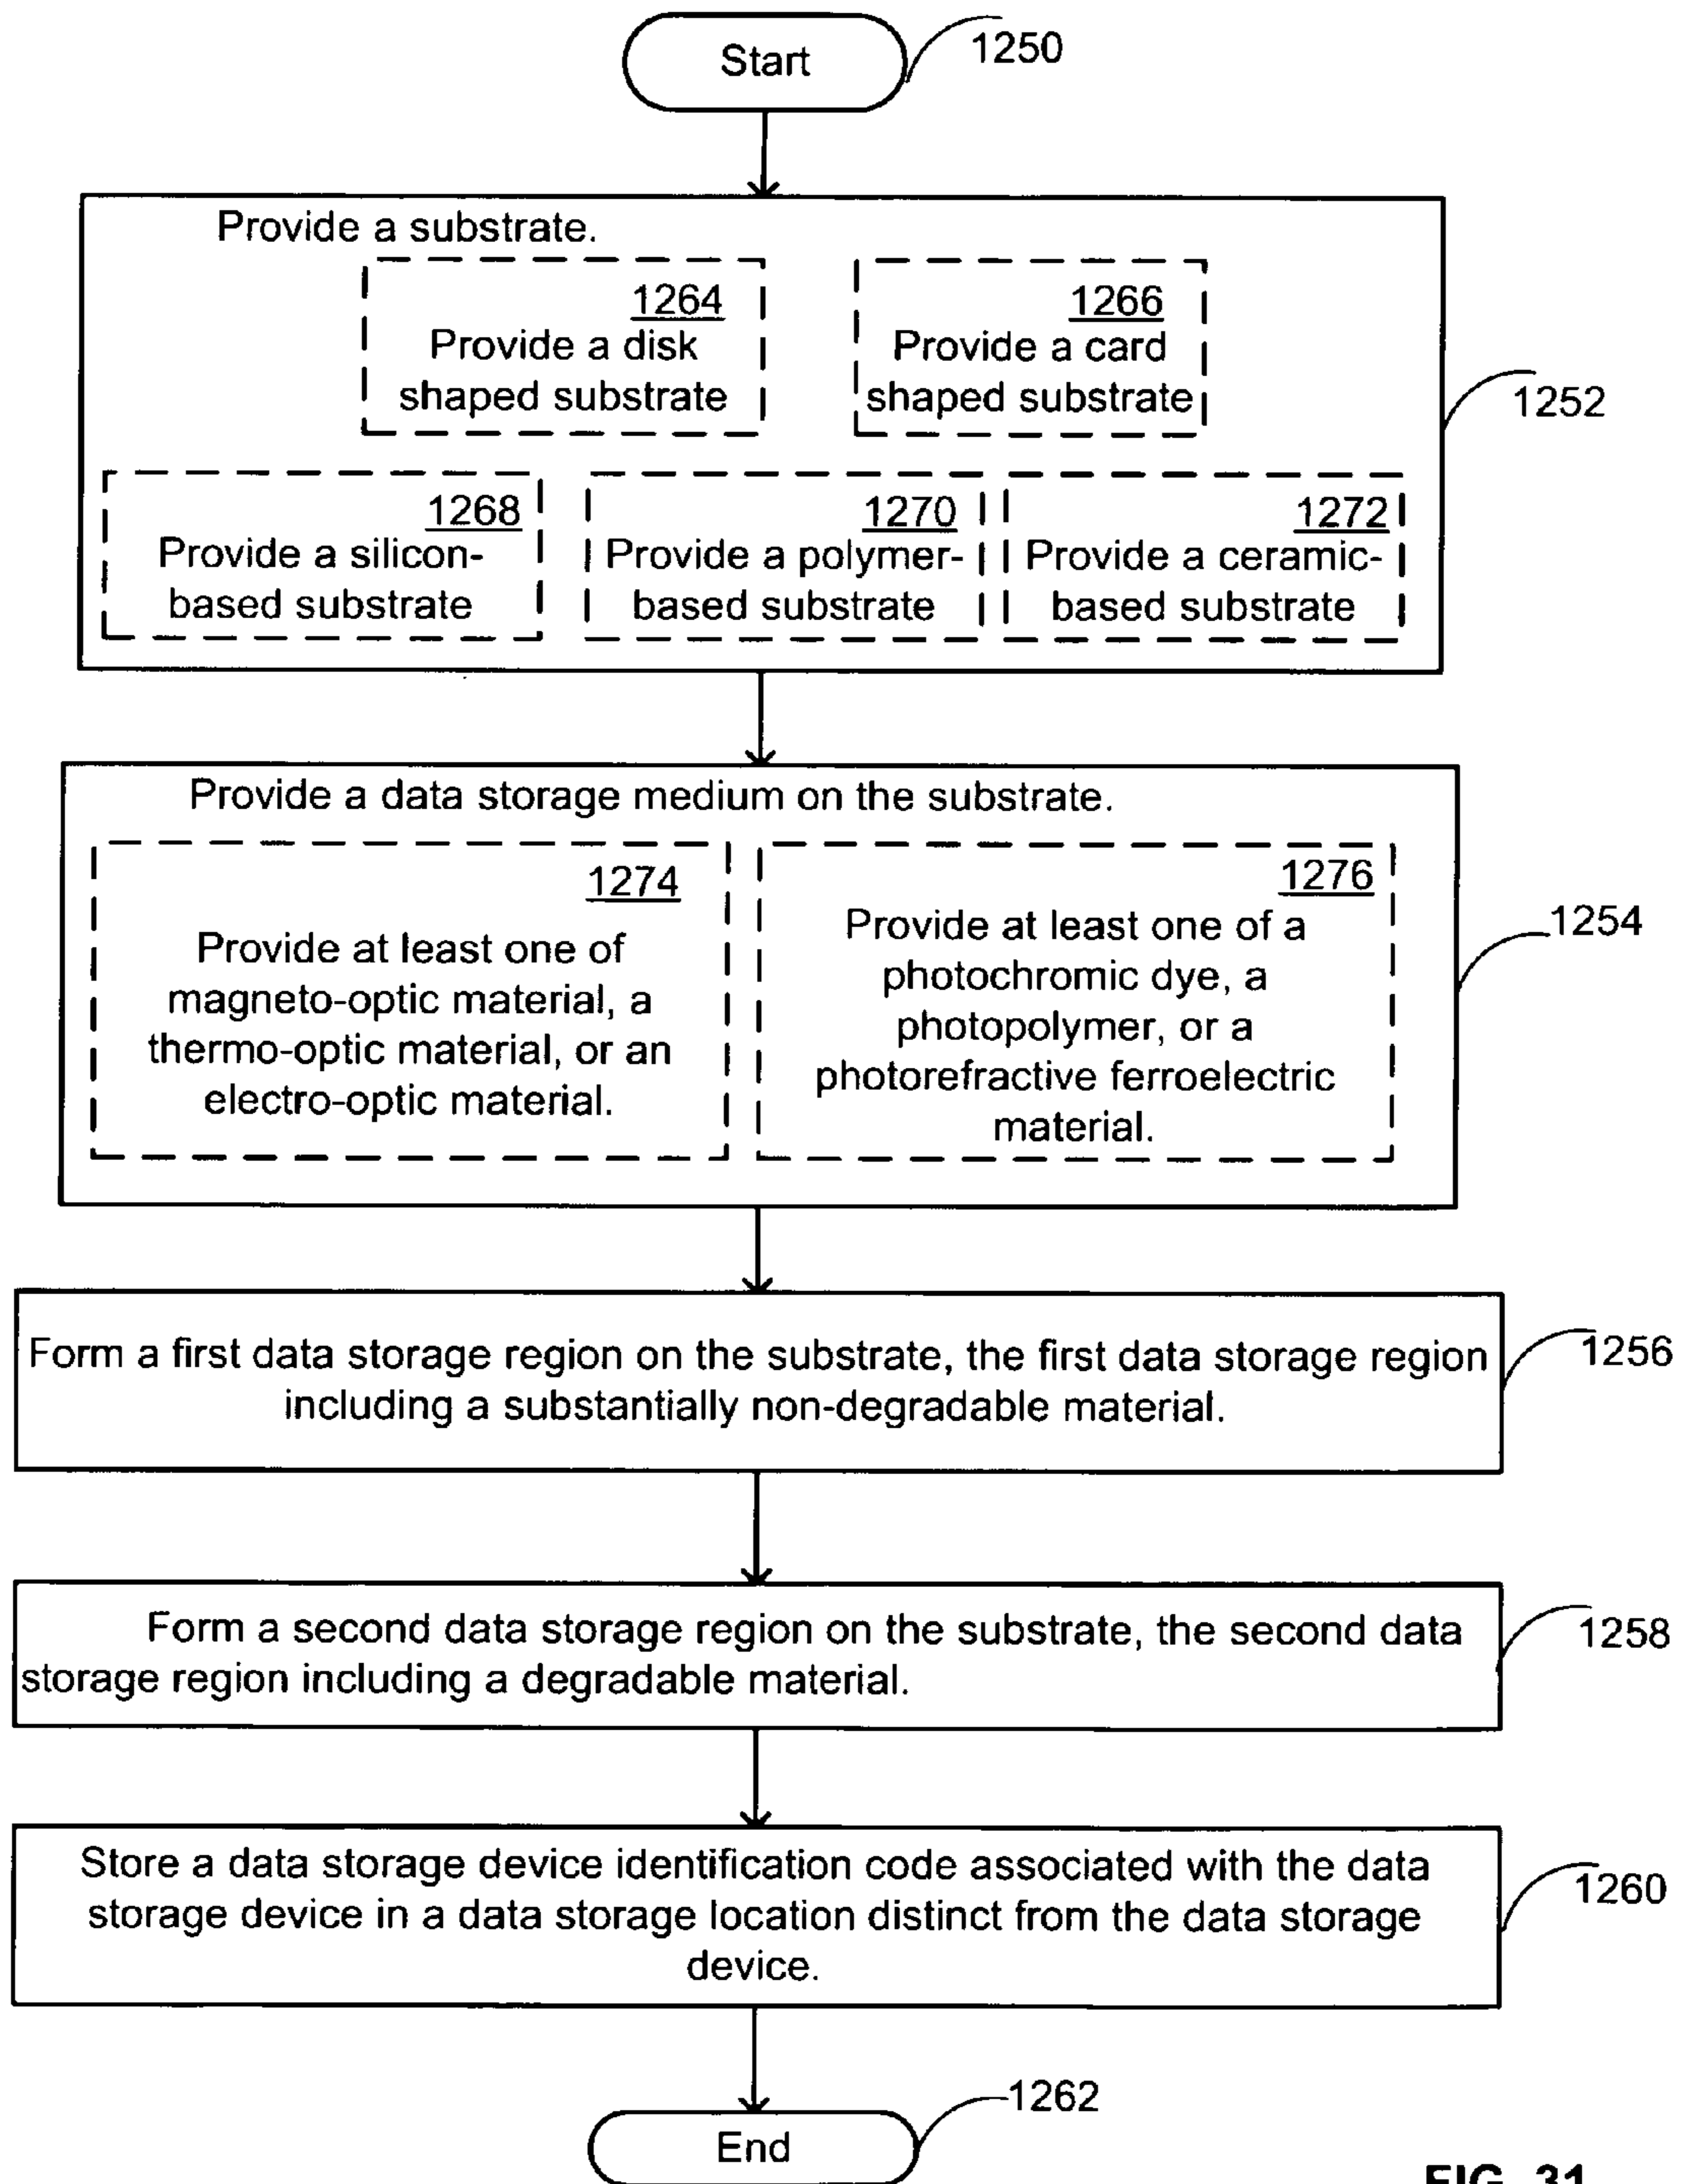 Start
1250
Provide a substrate.
1264
Provide a disk
shaped substrate
1266
Provide a card
shaped substrate
1252
1268
Provide a silicon-
based substrate
1270
Provide a polymer-
based substrate
1272
Provide a ceramic-
based substrate
Provide a data storage medium on the substrate.
1274
Provide at least one of
magneto-optic material, a
thermo-optic material, or an
electro-optic material.
1276
Provide at least one of a
photochromic dye, a
photopolymer, or a
photorefractive ferroelectric
material.
1254
Form a first data storage region on the substrate, the first data storage region
including a substantially non-degradable material.
1256
Form a second data storage region on the substrate, the second data
storage region including a degradable material.
1258
Store a data storage device identification code associated with the data
storage device in a data storage location distinct from the data storage
device.
1260
End
1262
FIG. 31